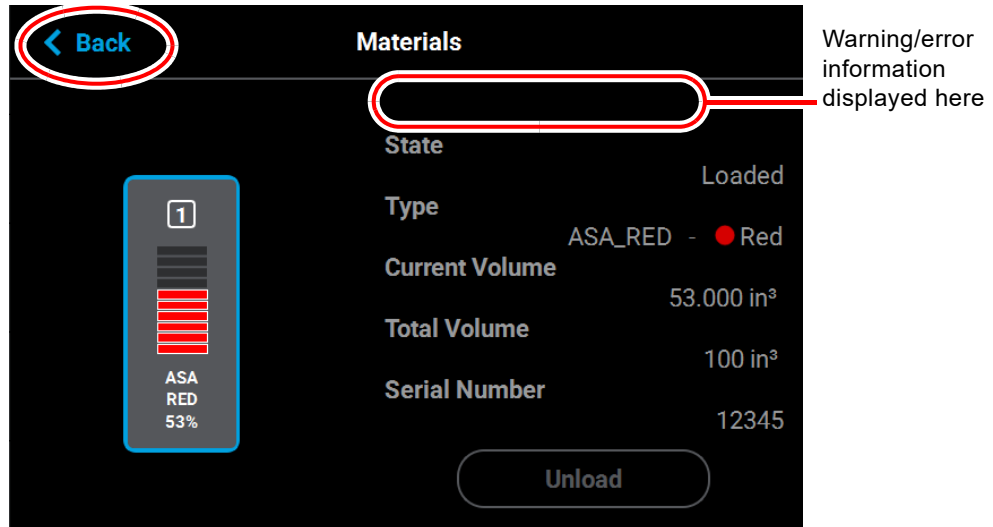 Back
Materials
Warning/error
information
displayed here
State
Loaded
Type
ASA_RED - Red
Current Volume
53.000 in³
Total Volume
100 in³
Serial Number
12345
Unload
1
ASA
RED
53%